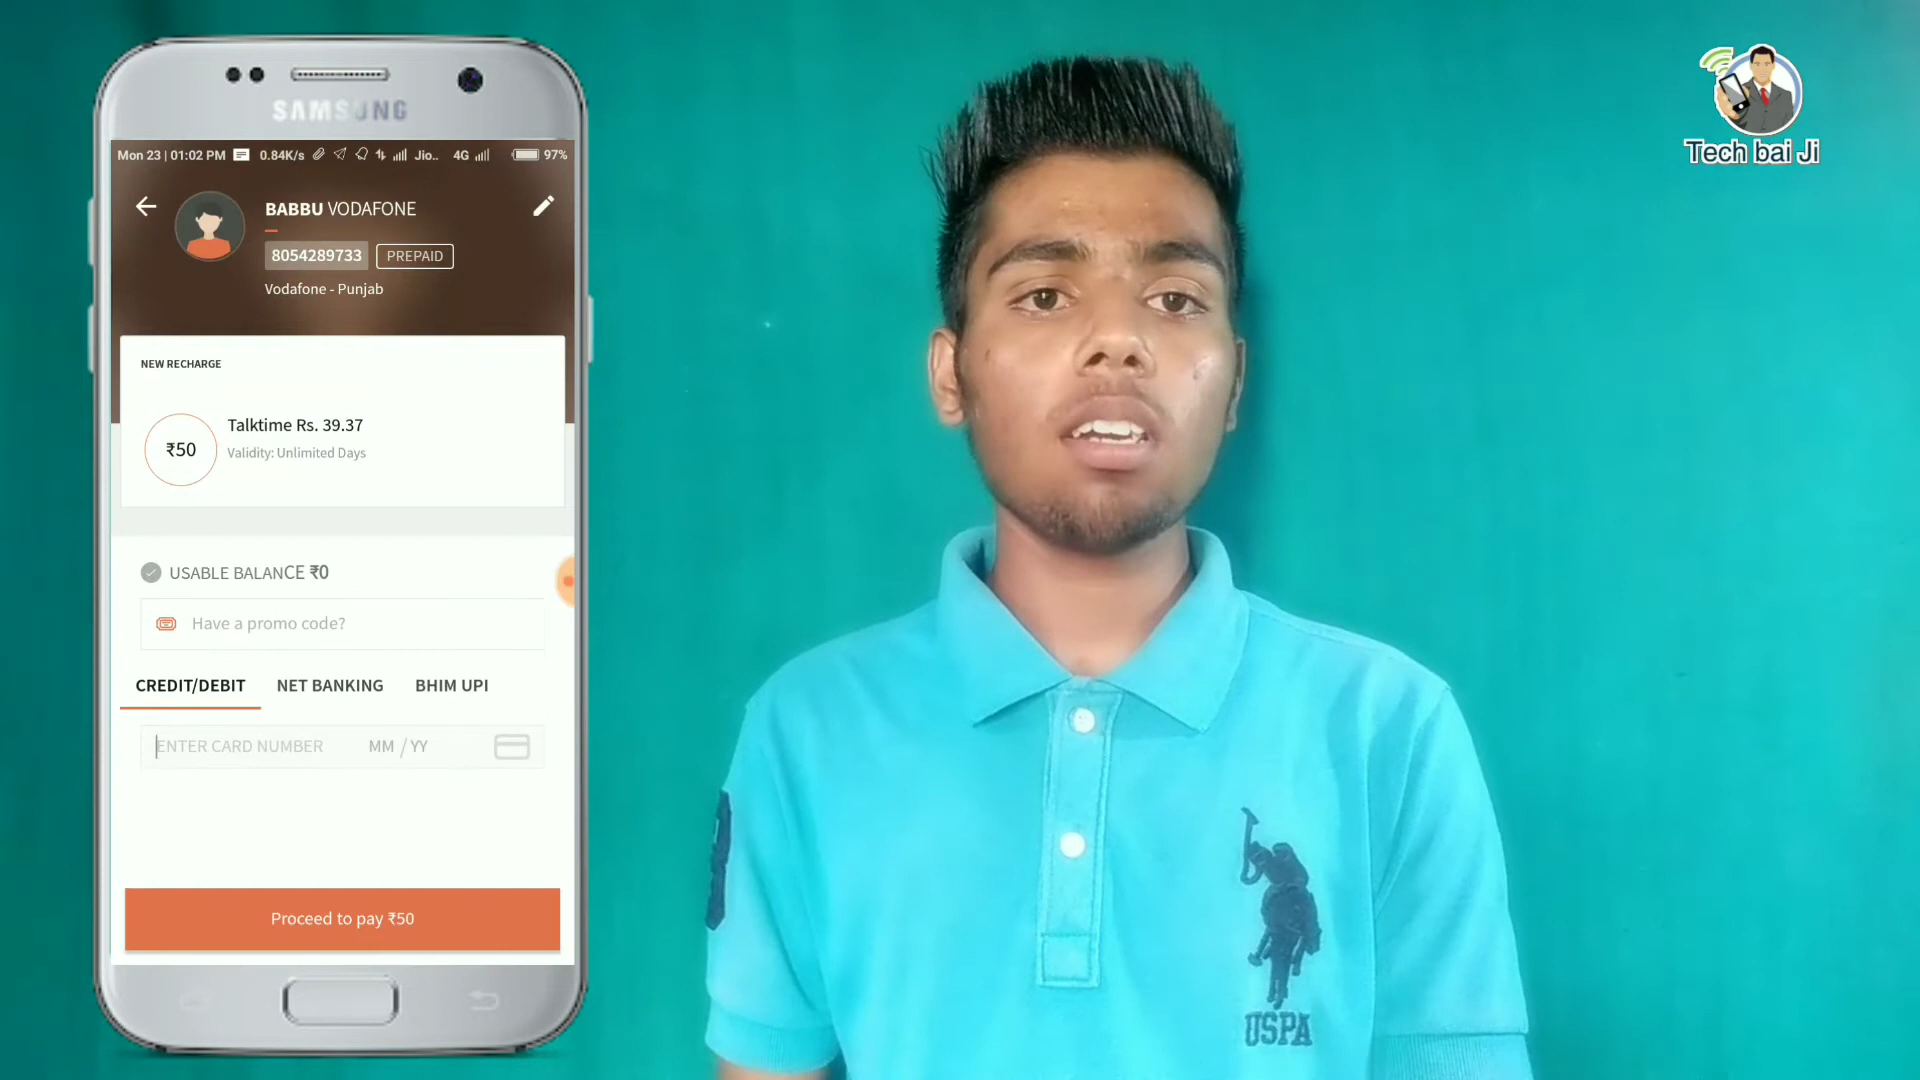 SAMSUNG
Mon 23 | 01:02 PM 0.84K/s Jio.. 4G 97%
BABBU VODAFONE
8054289733 PREPAID
Vodafone - Punjab
NEW RECHARGE
₹50
Talktime Rs. 39.37
Validity: Unlimited Days
USABLE BALANCE ₹0
Have a promo code?
CREDIT/DEBIT NET BANKING BHIM UPI
ENTER CARD NUMBER MM / YY
Proceed to pay ₹50
Tech bai Ji
USPA